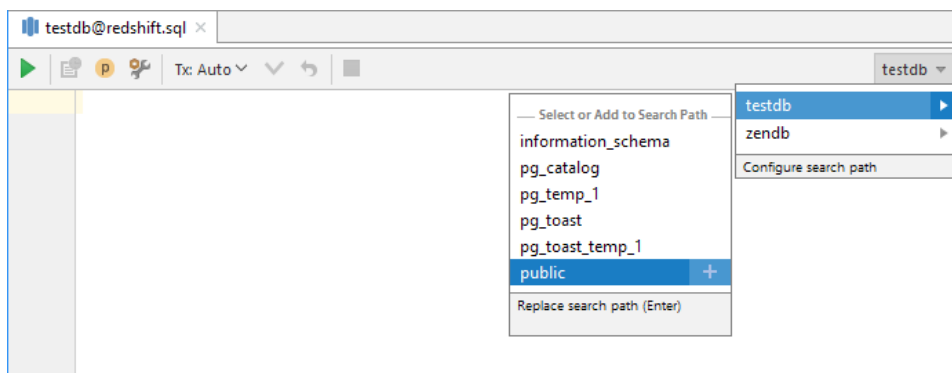 testdb@redshift.sql
P Tx: Auto testdb
Select or Add to Search Path
information_schema
pg_catalog
pg_temp_1
pg_toast
pg_toast_temp_1
public
Replace search path (Enter)
testdb
zendb
Configure search path